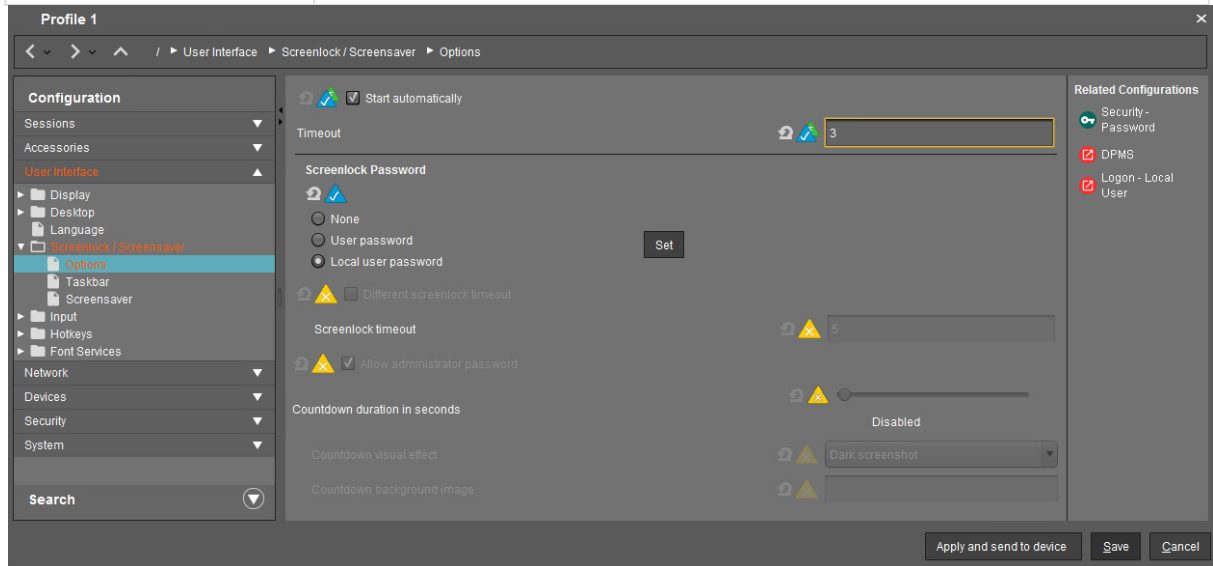 Profile 1
/ User Interface Screenlock / Screensaver Options
Configuration
Sessions
Accessories
User Interface
Display
Desktop
Language
Screenlock / Screensaver
Options
Taskbar
Screensaver
Input
Hotkeys
Font Services
Network
Devices
Security
System
Search
Start automatically
Timeout
3
Screenlock Password
None
User password
Set
Local user password
Different screenlock timeout
Screenlock timeout
5
Allow administrator password
Countdown duration in seconds
Disabled
Countdown visual effect
Dark screenshot
Countdown background image
Related Configurations
Security -
Password
DPMS
Logon - Local
User
Apply and send to device
Save
Cancel